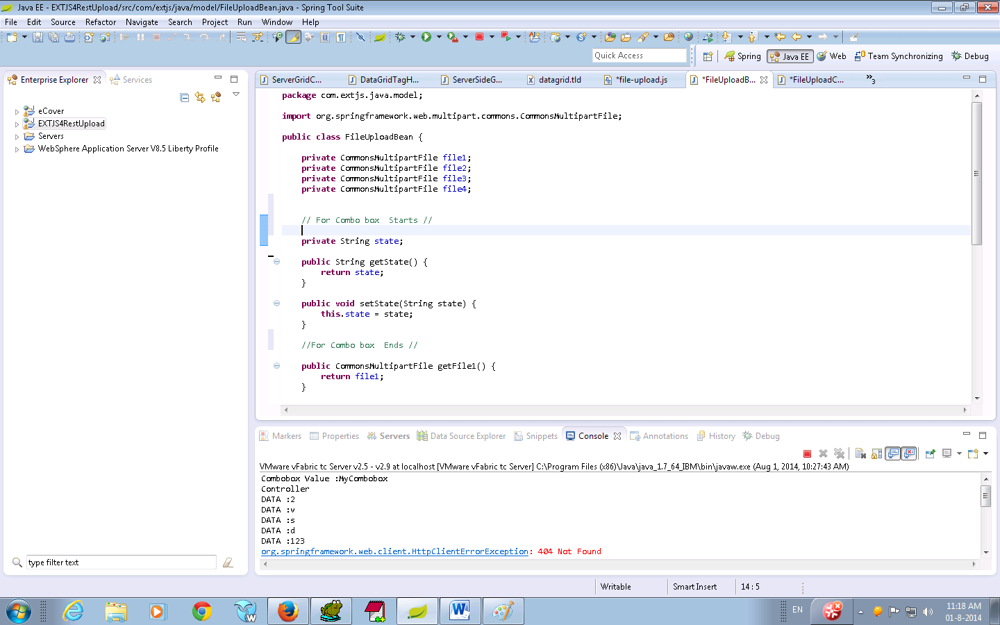 Java EE - EXTJS4RestUpload/src/com/extjs/java/model/FileUploadBean.java - Spring Tool Suite
File Edit Source Refactor Navigate Search Project Run Window Help
Quick Access
Spring Java EE Web Team Synchronizing Debug
Enterprise Explorer Services
eCover
EXTJS4RestUpload
Servers
WebSphere Application Server V8.5 Liberty Profile
type filter text
ServerGridC... DataGridTagH... ServerSideG... datagrid.tld *file-upload.js *FileUploadB... *FileUploadC... »3
package com.extjs.java.model;
import org.springframework.web.multipart.commons.CommonsMultipartFile;
public class FileUploadBean {
private CommonsMultipartFile file1;
private CommonsMultipartFile file2;
private CommonsMultipartFile file3;
private CommonsMultipartFile file4;
// For Combo box  Starts //
private String state;
public String getState() {
return state;
}
public void setState(String state) {
this.state = state;
}
//For Combo box  Ends //
public CommonsMultipartFile getFile1() {
return file1;
}
Markers Properties Servers Data Source Explorer Snippets Console Annotations History Debug
VMware vFabric tc Server v2.5 - v2.9 at localhost [VMware vFabric tc Server] C:\Program Files (x86)\Java\java_1.7_64_IBM\bin\javaw.exe (Aug 1, 2014, 10:27:43 AM)
Combobox Value :MyCombobox
Controller
DATA :2
DATA :v
DATA :s
DATA :d
DATA :123
org.springframework.web.client.HttpClientErrorException: 404 Not Found
Writable Smart Insert 14 : 5
EN 11:18 AM
01-8-2014